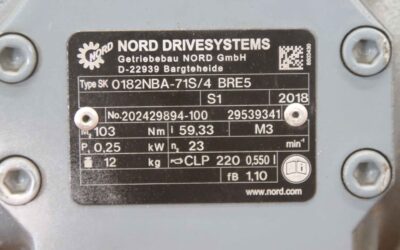 NORD DRIVESYSTEMS
NORD
Getriebebau NORD GmbH
D-22939 Bargteheide
Type SK 0182NBA-71S/4 BRE5
S1 2018
No. 202429894-100 29539341
103 Nm i 59,33 M3
P₁ 0,25 kW n₂ 23 min⁻¹
12 kg CLP 220 0,550 l
fB 1,10
www.nord.com